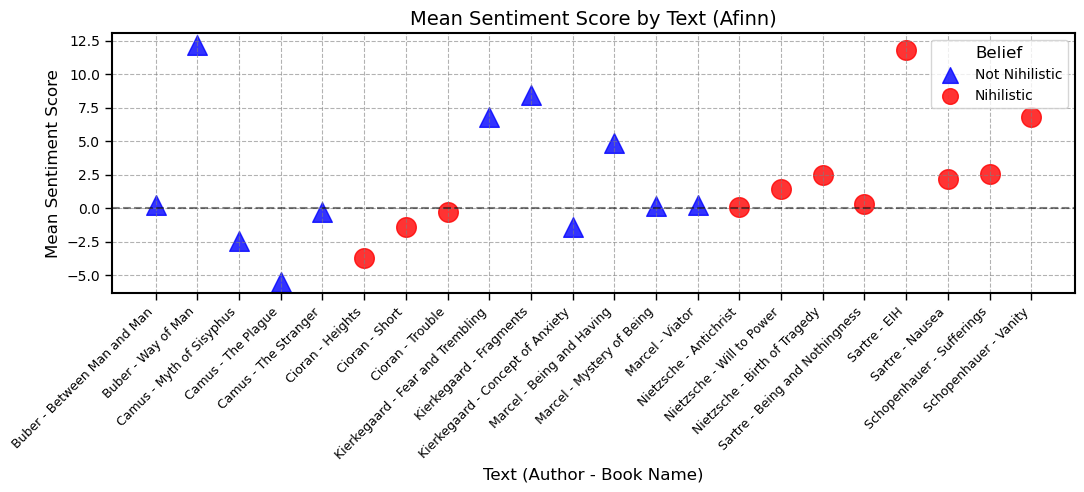 Mean Sentiment Score by Text (Afinn)
Mean Sentiment Score
12.5
10.0
7.5
5.0
2.5
0.0
−2.5
−5.0
Belief
Not Nihilistic
Nihilistic
Buber - Between Man and Man
Buber - Way of Man
Camus - Myth of Sisyphus
Camus - The Plague
Camus - The Stranger
Cioran - Heights
Cioran - Short
Cioran - Trouble
Kierkegaard - Fear and Trembling
Kierkegaard - Fragments
Kierkegaard - Concept of Anxiety
Marcel - Being and Having
Marcel - Mystery of Being
Marcel - Viator
Nietzsche - Antichrist
Nietzsche - Will to Power
Nietzsche - Birth of Tragedy
Sartre - Being and Nothingness
Sartre - EIH
Sartre - Nausea
Schopenhauer - Sufferings
Schopenhauer - Vanity
Text (Author - Book Name)